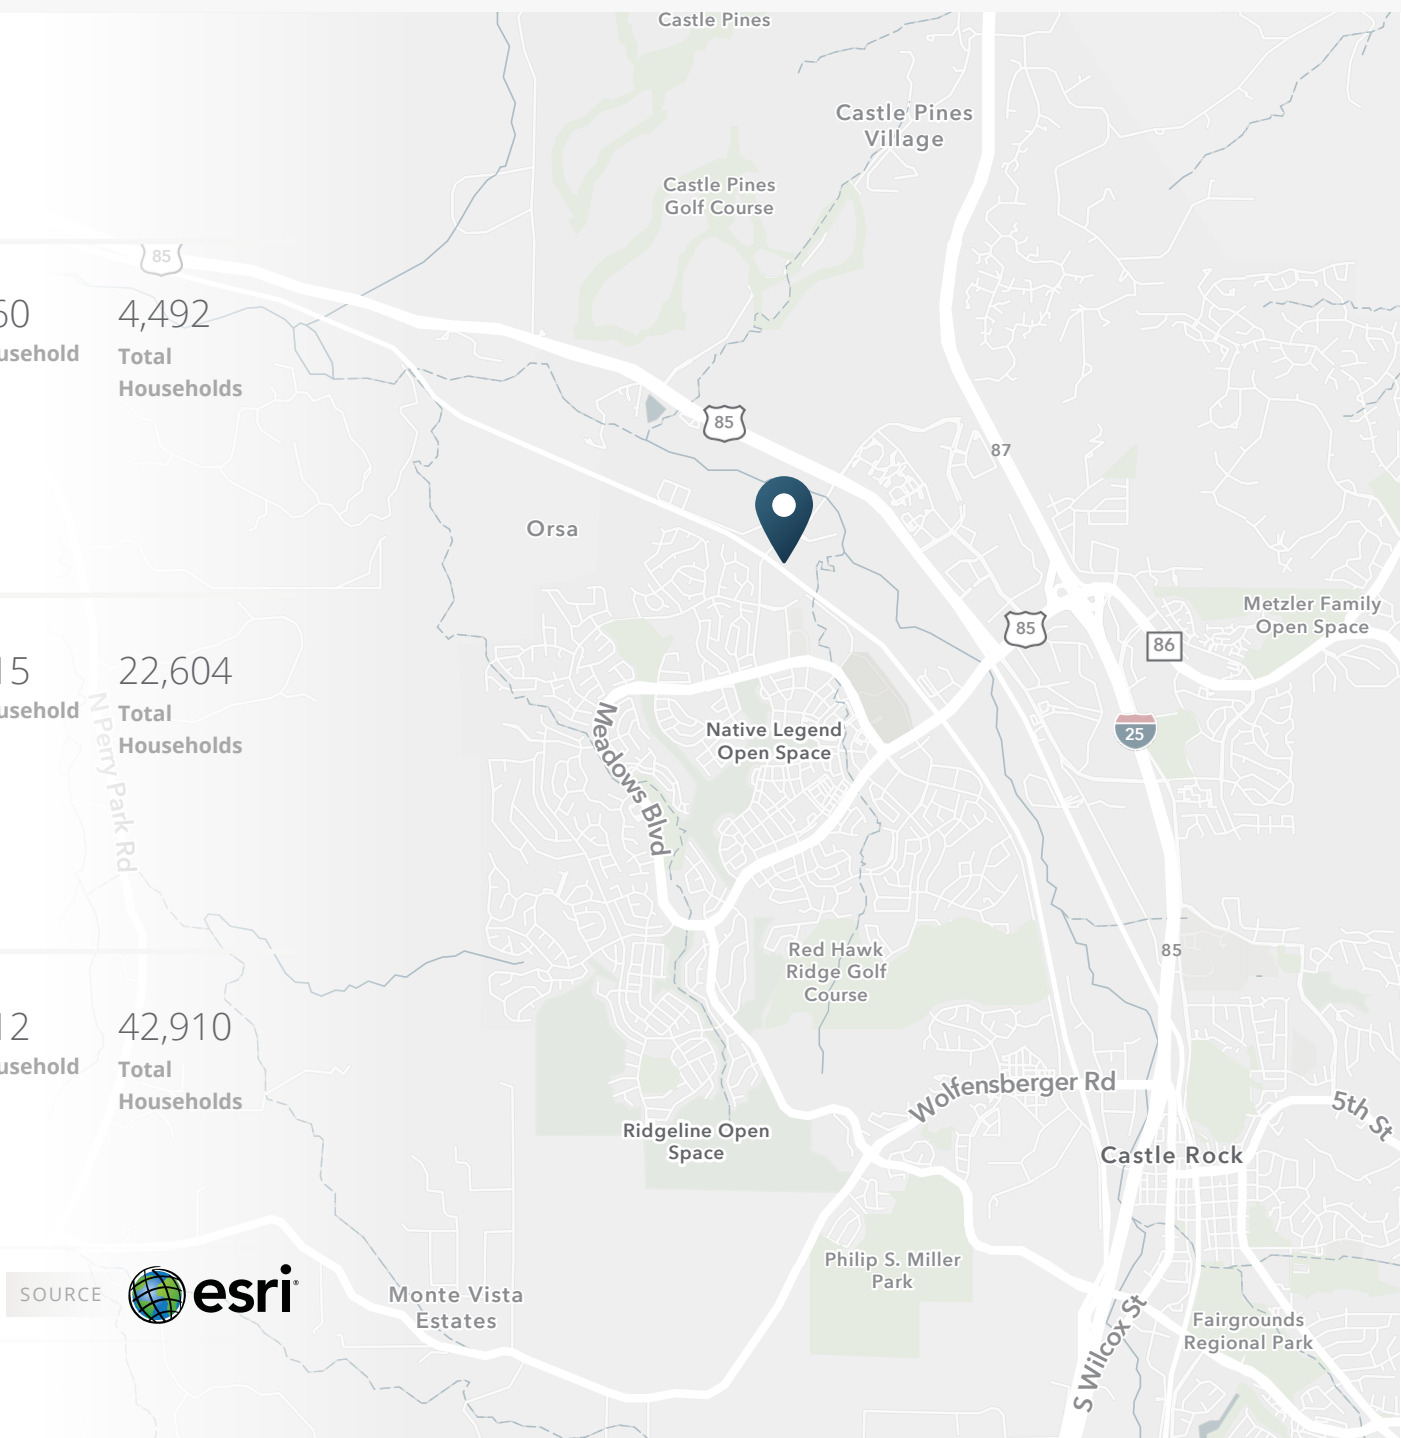 Castle Pines
Castle Pines
Village
Castle Pines
Golf Course
85
60
usehold
4,492
Total
Households
85
87
Orsa
85
86
Metzler Family
Open Space
15
usehold
22,604
Total
Households
N Perry Park Rd
Meadows Blvd
Native Legend
Open Space
25
Red Hawk
Ridge Golf
Course
85
12
usehold
42,910
Total
Households
Wolfensberger Rd
5th St
Ridgeline Open
Space
Castle Rock
Philip S. Miller
Park
SOURCE
esri
Monte Vista
Estates
S Wilcox St
Fairgrounds
Regional Park